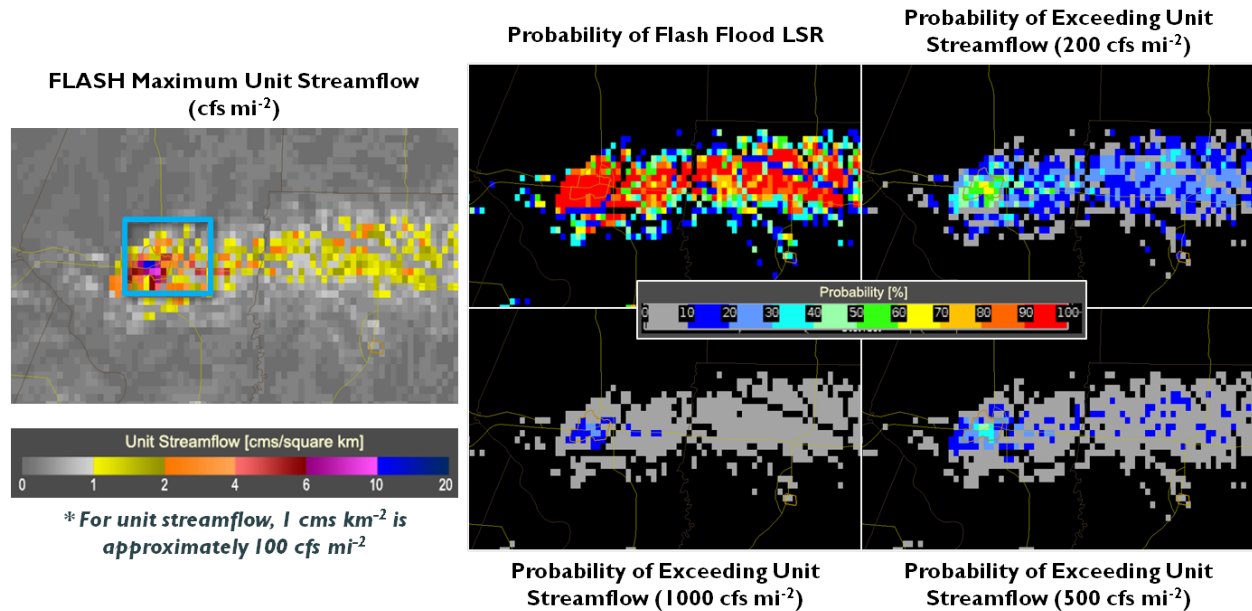 FLASH Maximum Unit Streamflow
(cfs mi⁻²)
Unit Streamflow [cms/square km]
0 1 2 4 6 10 20
* For unit streamflow, 1 cms km⁻² is
approximately 100 cfs mi⁻²
Probability of Flash Flood LSR
Probability of Exceeding Unit
Streamflow (200 cfs mi⁻²)
Probability [%]
0 10 20 30 40 50 60 70 80 90 100
Probability of Exceeding Unit
Streamflow (1000 cfs mi⁻²)
Probability of Exceeding Unit
Streamflow (500 cfs mi⁻²)